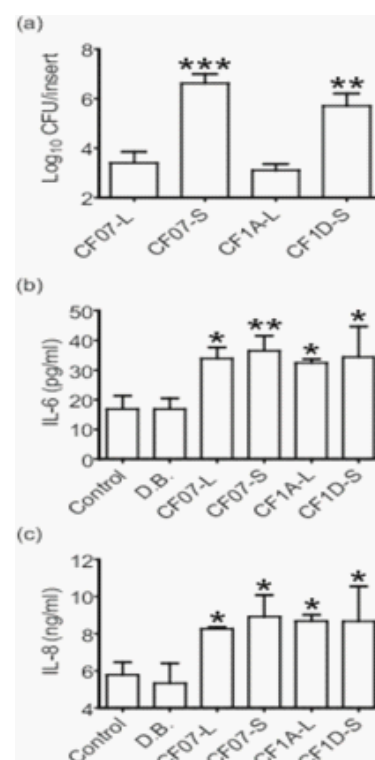 (a)
Log10 CFU/insert
8
6
4
2
***
**
CF07-L
CF07-S
CF1A-L
CF1D-S
(b)
IL-6 (pg/ml)
50
40
30
20
10
0
*
**
*
*
Control
D.B.
CF07-L
CF07-S
CF1A-L
CF1D-S
(c)
IL-8 (ng/ml)
12
10
8
6
4
*
*
*
*
Control
D.B.
CF07-L
CF07-S
CF1A-L
CF1D-S